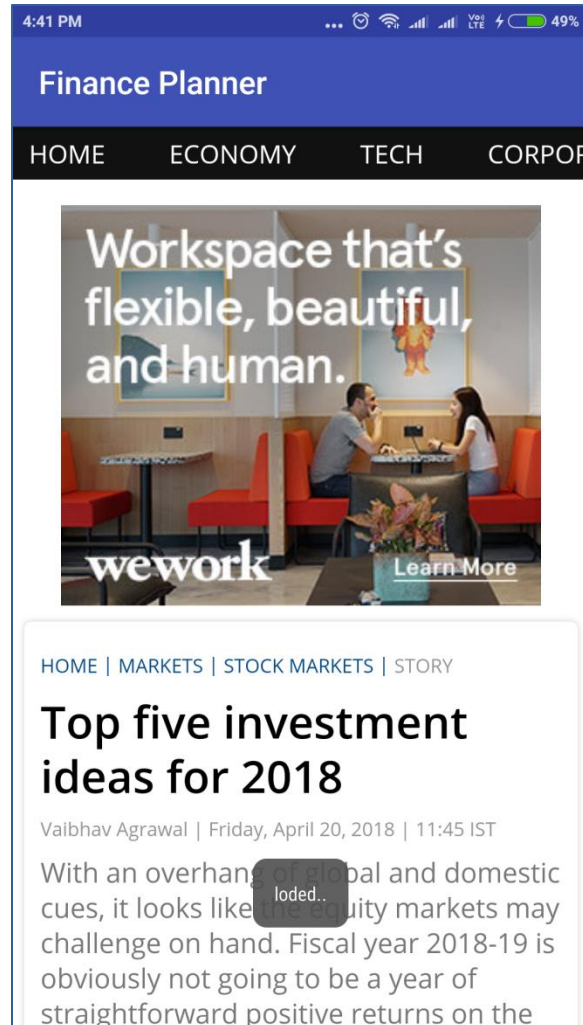 4:41 PM ... Vo) LTE 49%
Finance Planner
HOME ECONOMY TECH CORPOR
Workspace that's
flexible, beautiful,
and human.
wework Learn More
HOME | MARKETS | STOCK MARKETS | STORY
Top five investment
ideas for 2018
Vaibhav Agrawal | Friday, April 20, 2018 | 11:45 IST
With an overhang of global and domestic
loded..
cues, it looks like the equity markets may
challenge on hand. Fiscal year 2018-19 is
obviously not going to be a year of
straightforward positive returns on the